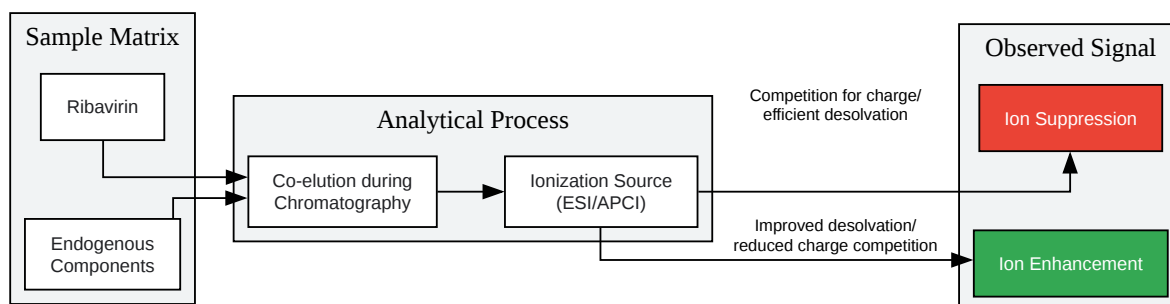 Sample Matrix
Ribavirin
Endogenous
Components
Analytical Process
Co-elution during
Chromatography
Ionization Source
(ESI/APCI)
Competition for charge/
efficient desolvation
Improved desolvation/
reduced charge competition
Observed Signal
Ion Suppression
Ion Enhancement